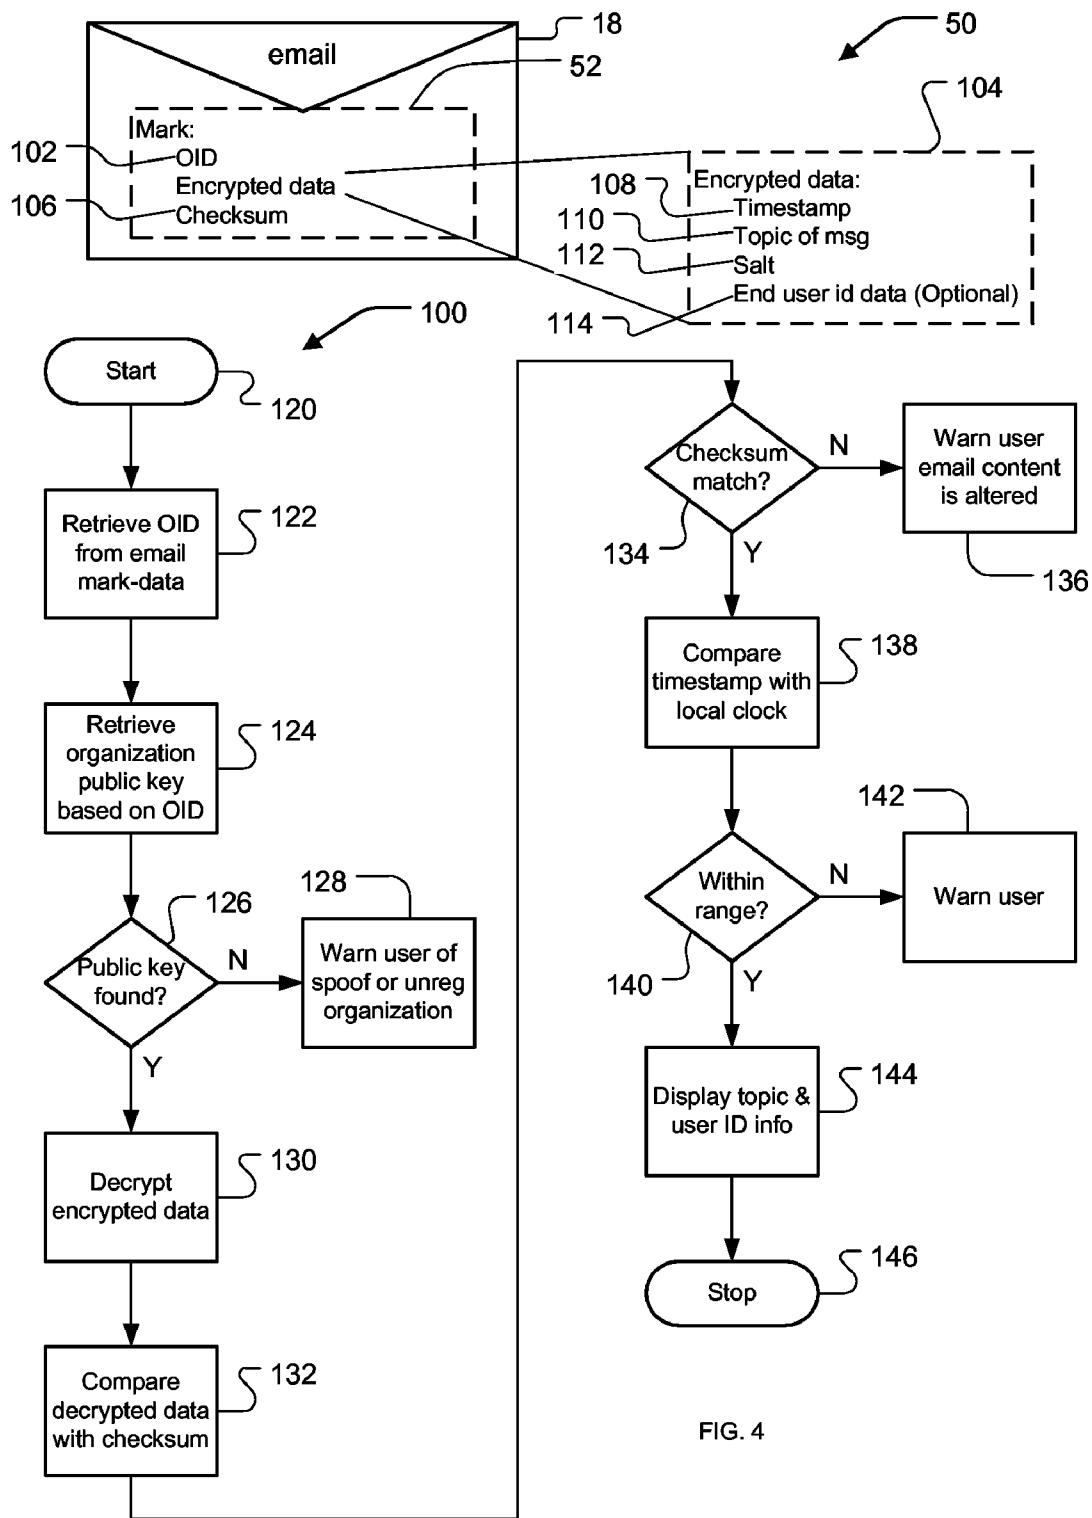 18
50
email
52
104
Mark:
102
OID
Encrypted data
106
Checksum
Encrypted data:
108
Timestamp
110
Topic of msg
112
Salt
End user id data (Optional)
114
100
Start
120
Retrieve OID
from email
mark-data
122
Retrieve
organization
public key
based on OID
124
126
Public key
found?
N
Y
128
Warn user of
spoof or unreg
organization
Decrypt
encrypted data
130
Compare
decrypted data
with checksum
132
Checksum
match?
N
134
Y
Warn user
email content
is altered
136
Compare
timestamp with
local clock
138
142
Within
range?
N
Warn user
140
Y
Display topic &
user ID info
144
Stop
146
FIG. 4